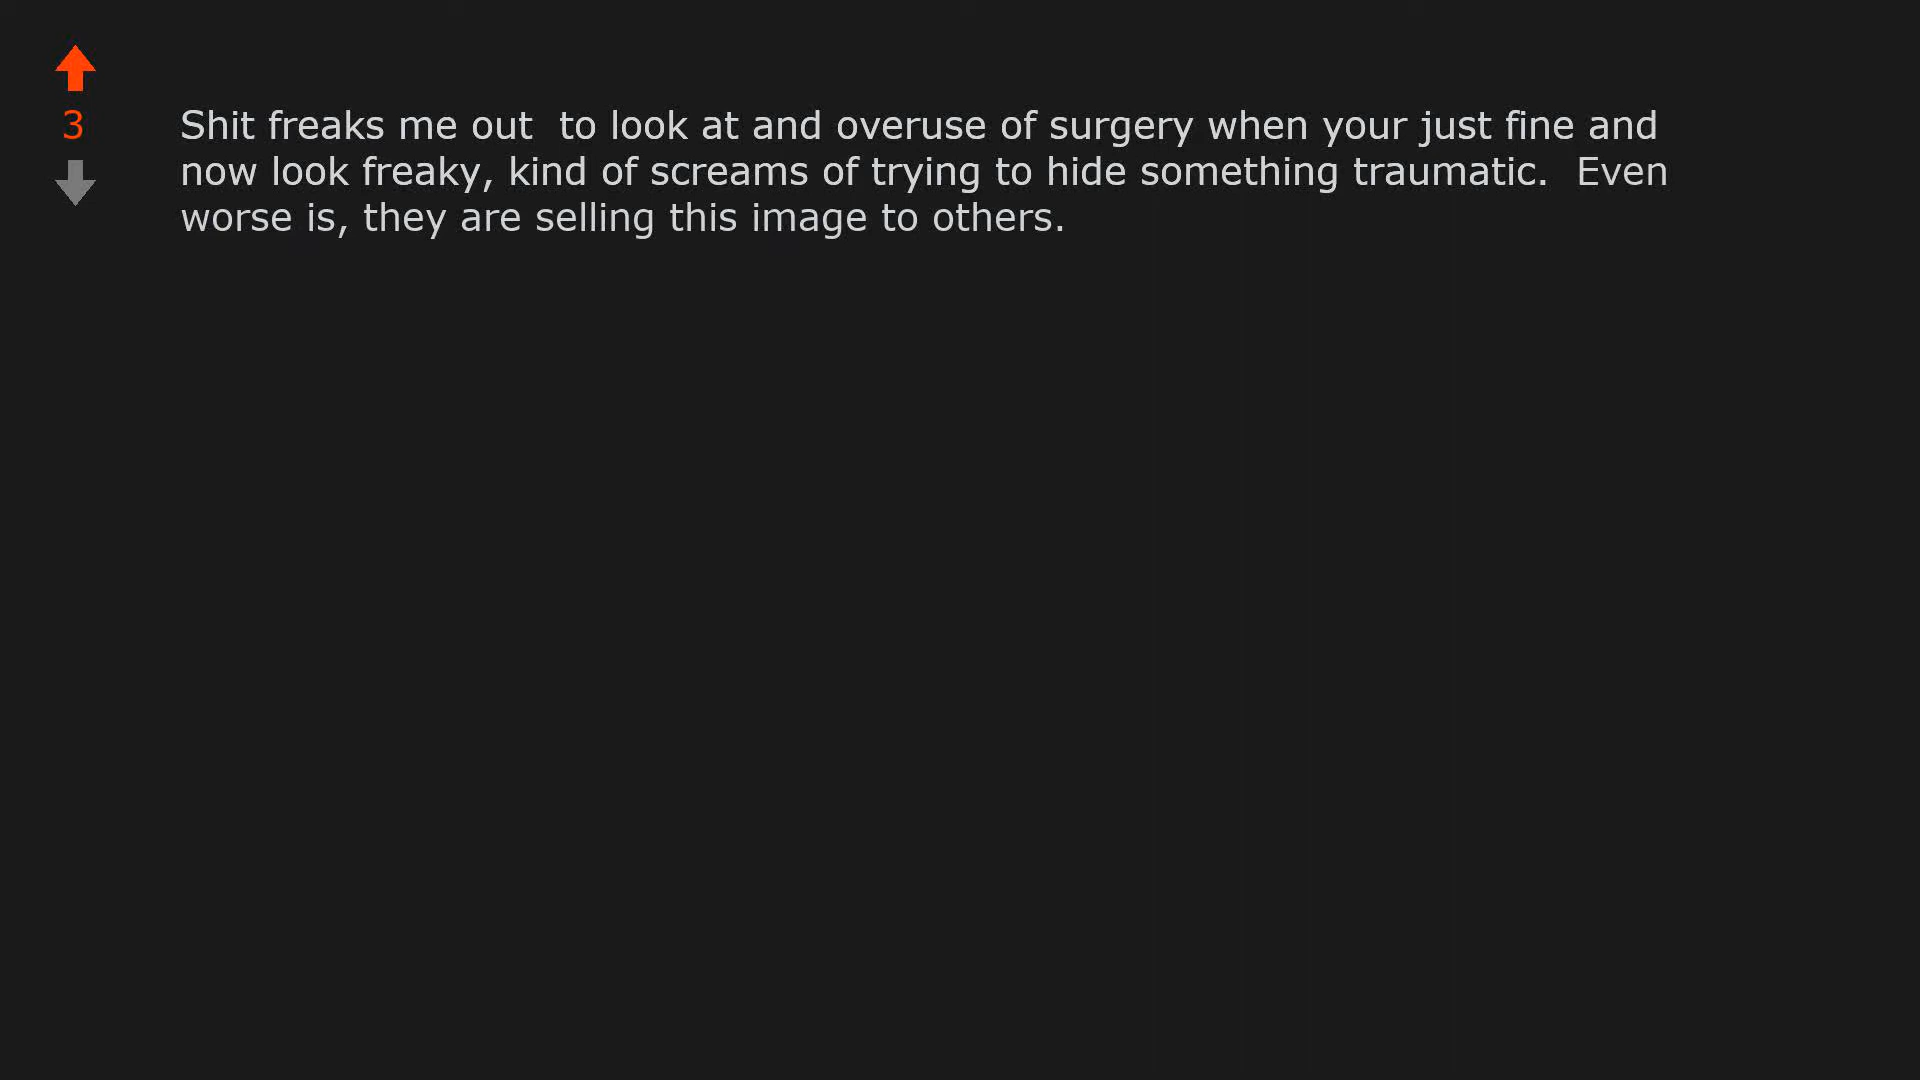 3
Shit freaks me out  to look at and overuse of surgery when your just fine and
now look freaky, kind of screams of trying to hide something traumatic.  Even
worse is, they are selling this image to others.